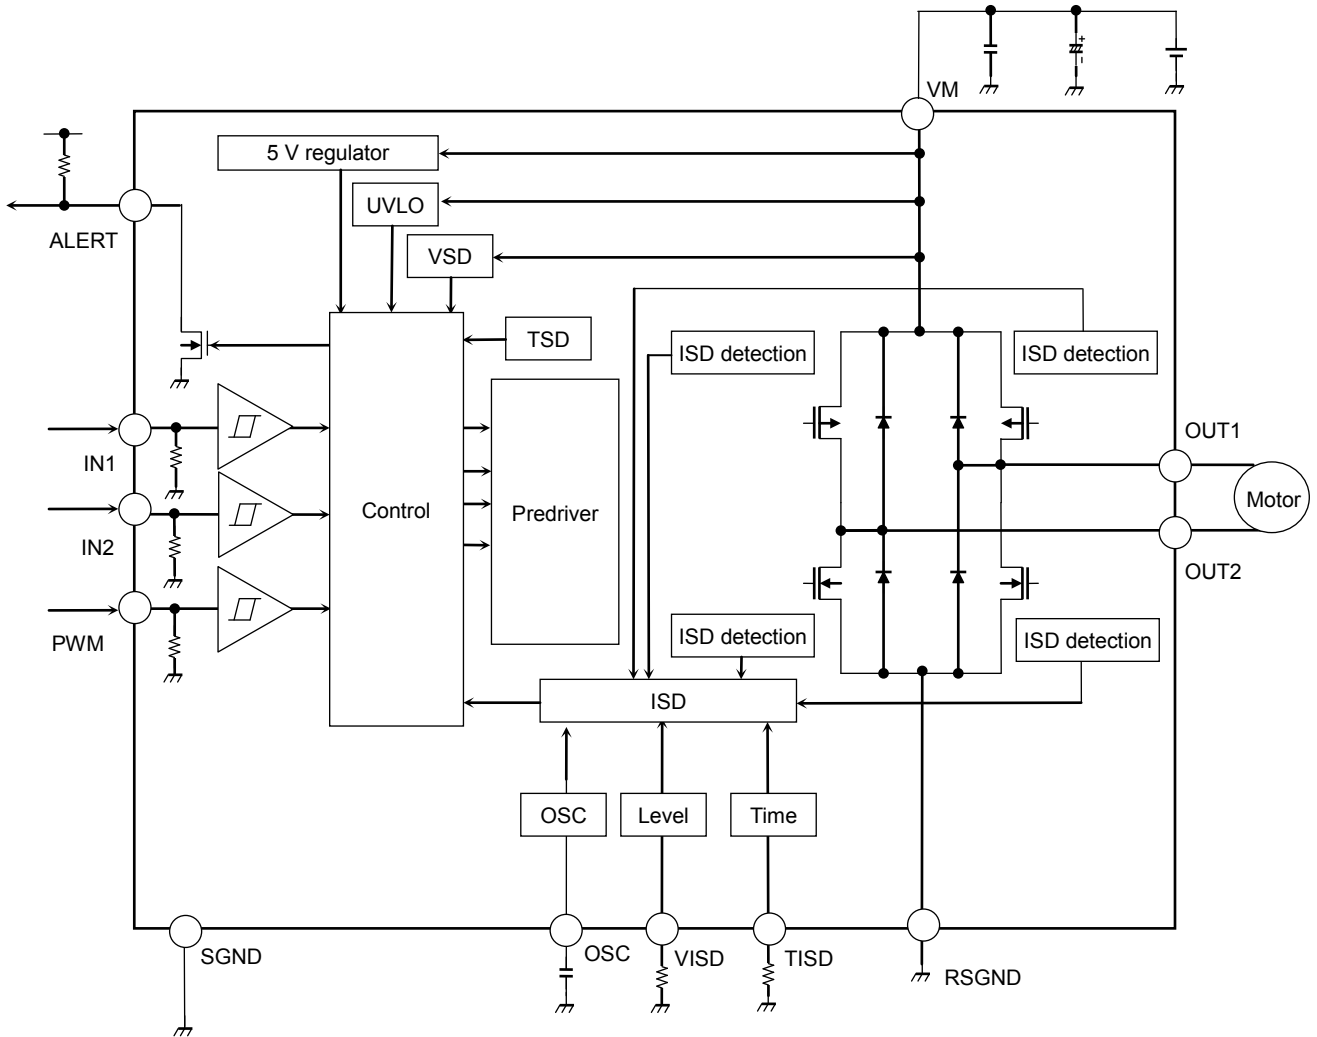 VM
5 V regulator
UVLO
ALERT
VSD
TSD
ISD detection
ISD detection
OUT1
IN1
Control
Predriver
Motor
IN2
OUT2
PWM
ISD detection
ISD detection
ISD
OSC
Level
Time
SGND
OSC
VISD
TISD
RSGND
+
-